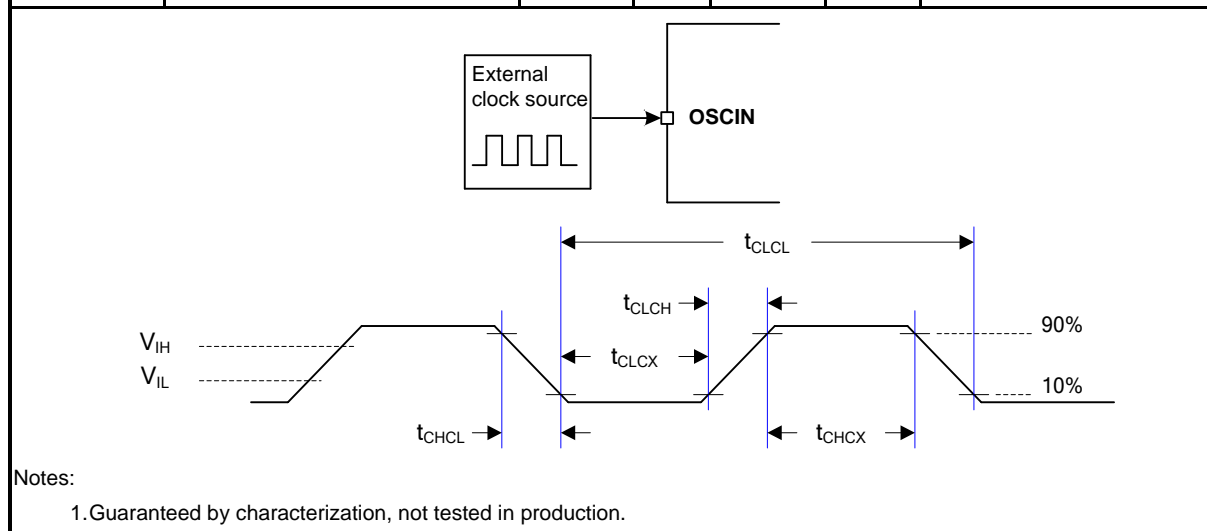 External
clock source
OSCIN
tCLCL
tCLCH
VIH
90%
tCLCX
VIL
10%
tCHCL
tCHCX
Notes:
1.Guaranteed by characterization, not tested in production.